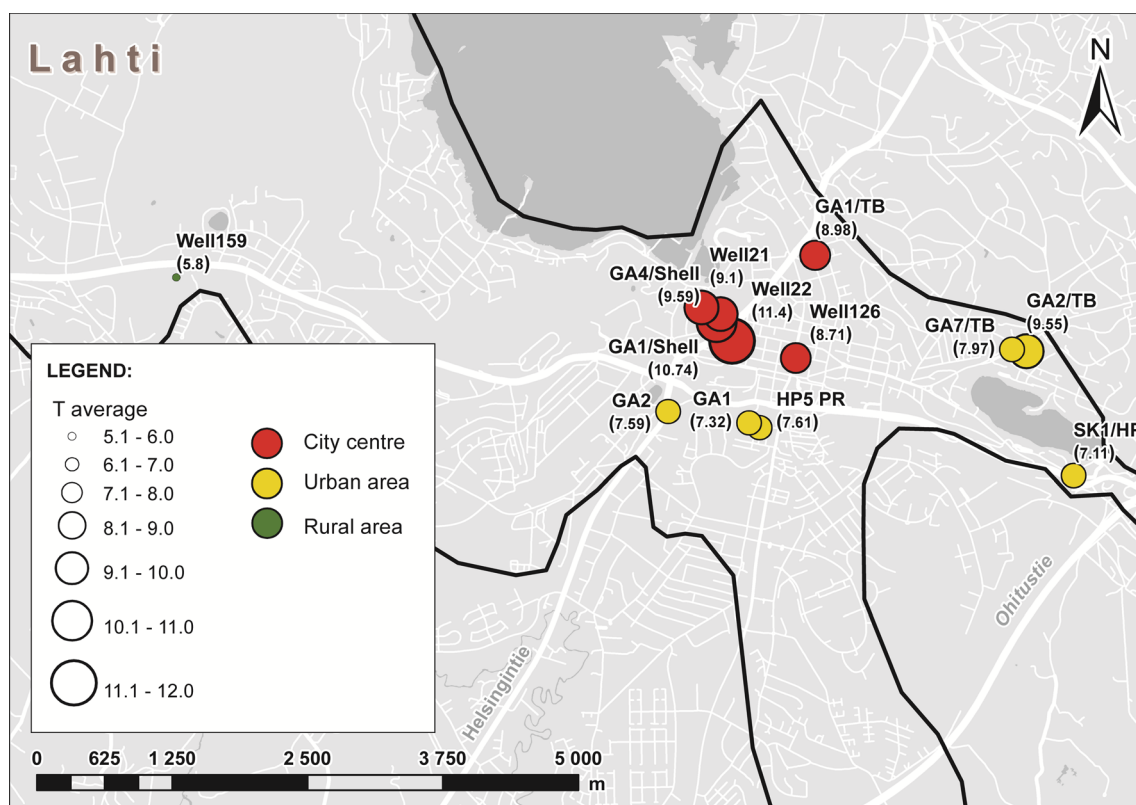 Lahti
N
GA1/TB
(8.98)
Well159
(5.8)
Well21
(9.1)
GA4/Shell
(9.59)
Well22
(11.4)
Well126
(8.71)
GA2/TB
(9.55)
GA7/TB
(7.97)
GA1/Shell
(10.74)
GA2
(7.59)
GA1
(7.32)
HP5 PR
(7.61)
SK1/HP
(7.11)
LEGEND:
T average
5.1 - 6.0
6.1 - 7.0
7.1 - 8.0
8.1 - 9.0
9.1 - 10.0
10.1 - 11.0
11.1 - 12.0
City centre
Urban area
Rural area
Ohitustie
Helsingintie
0 625 1 250 2 500 3 750 5 000
m